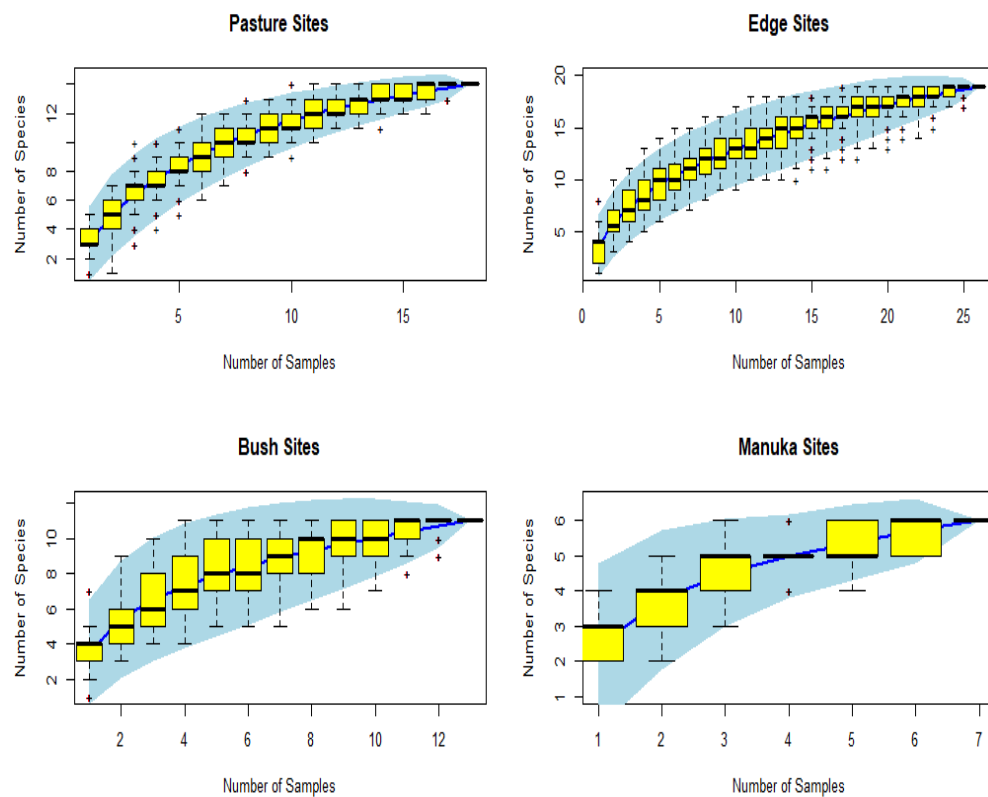 Pasture Sites
Number of Species
2 4 6 8 10 12
5 10 15
Number of Samples
Edge Sites
Number of Species
5 10 15 20
0 5 10 15 20 25
Number of Samples
Bush Sites
Number of Species
2 4 6 8 10
2 4 6 8 10 12
Number of Samples
Manuka Sites
Number of Species
1 2 3 4 5 6
1 2 3 4 5 6 7
Number of Samples